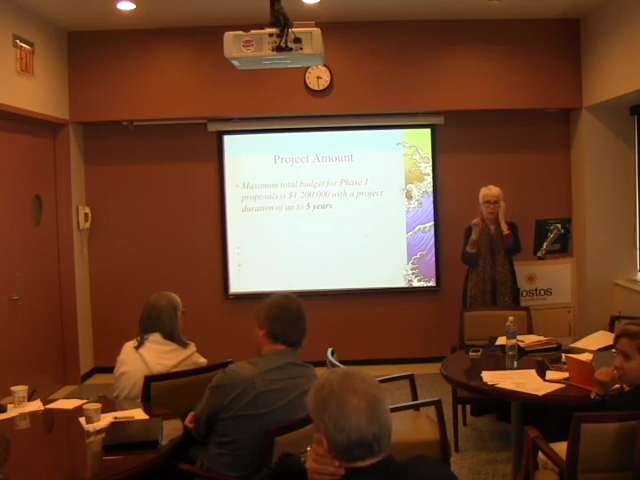 EXIT
Project Amount
Maximum total budget for Phase 1
proposals is $1,200,000 with a project
duration of up to 5 years
Hostos